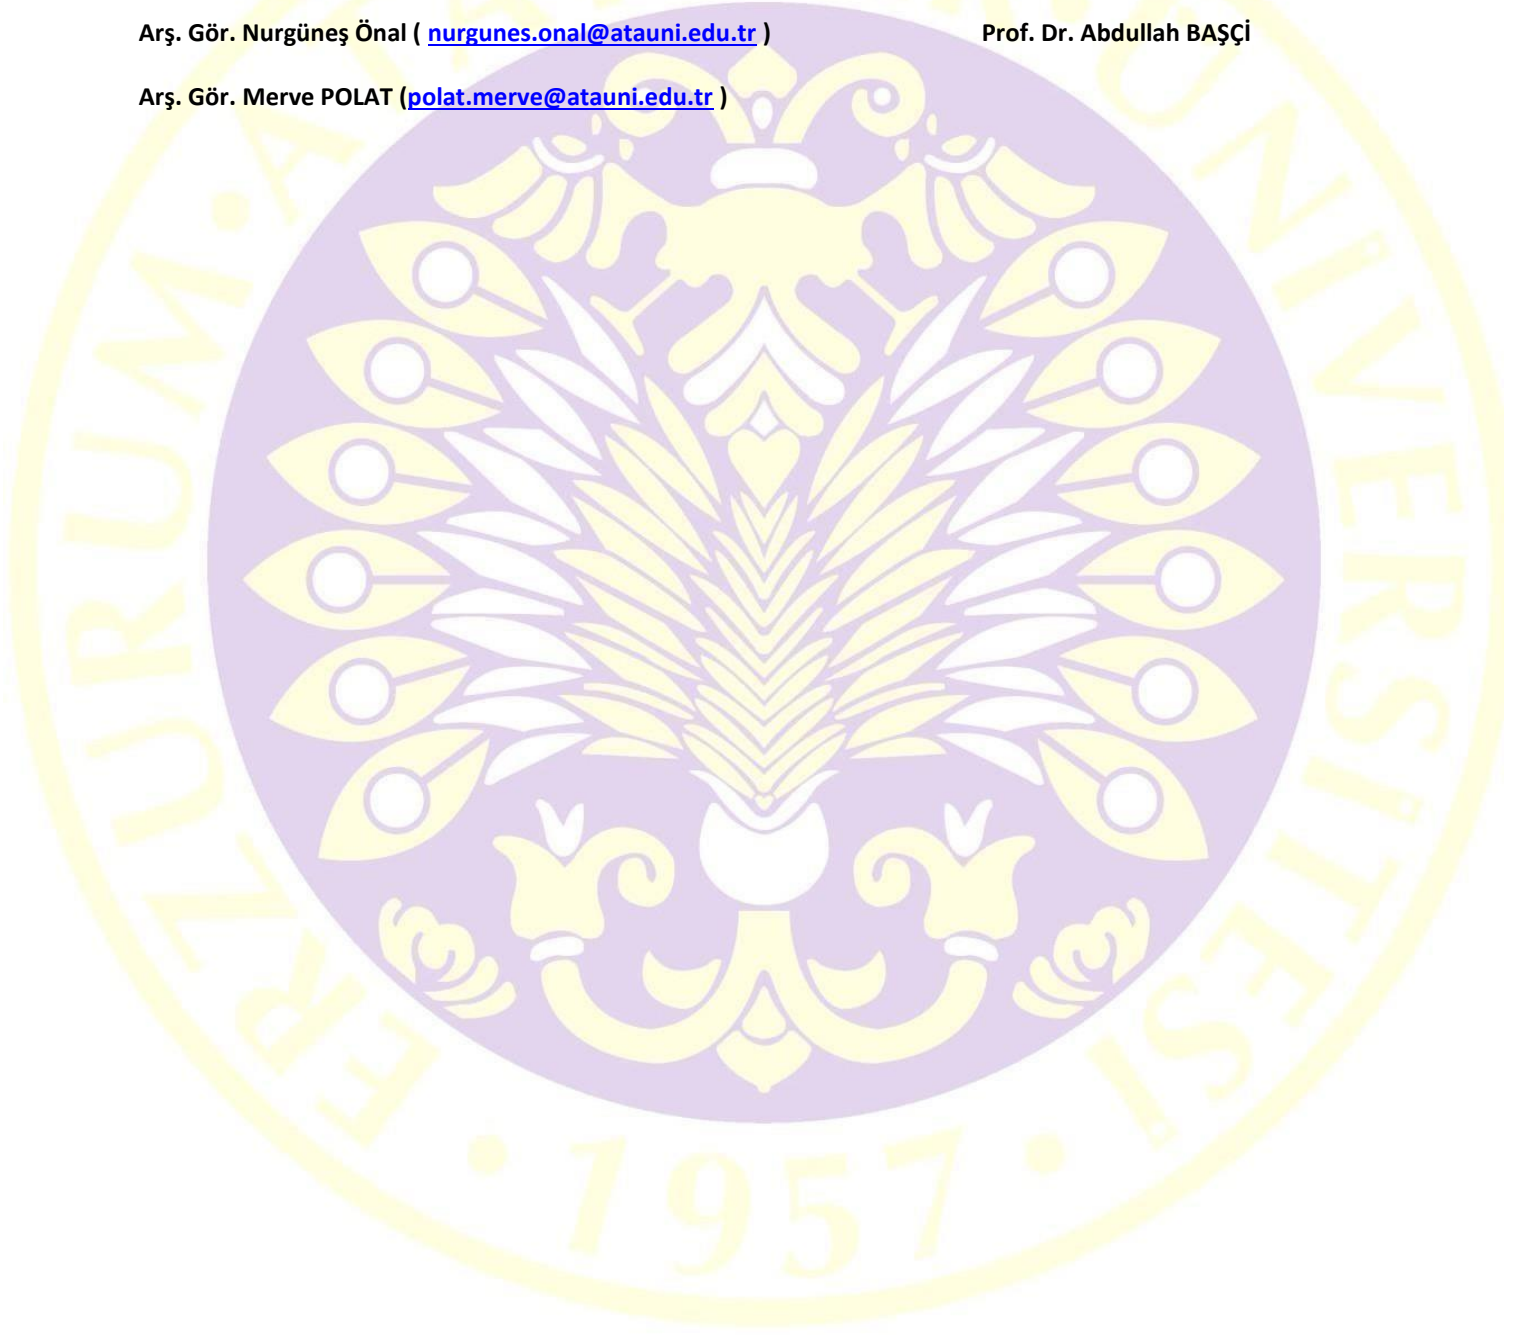 Arş. Gör. Nurgüneş Önal ( nurgunes.onal@atauni.edu.tr ) Prof. Dr. Abdullah BAŞÇİ
Arş. Gör. Merve POLAT (polat.merve@atauni.edu.tr )
ERZURUM • ATA ÜNİVERSİTESİ
• 1957 •